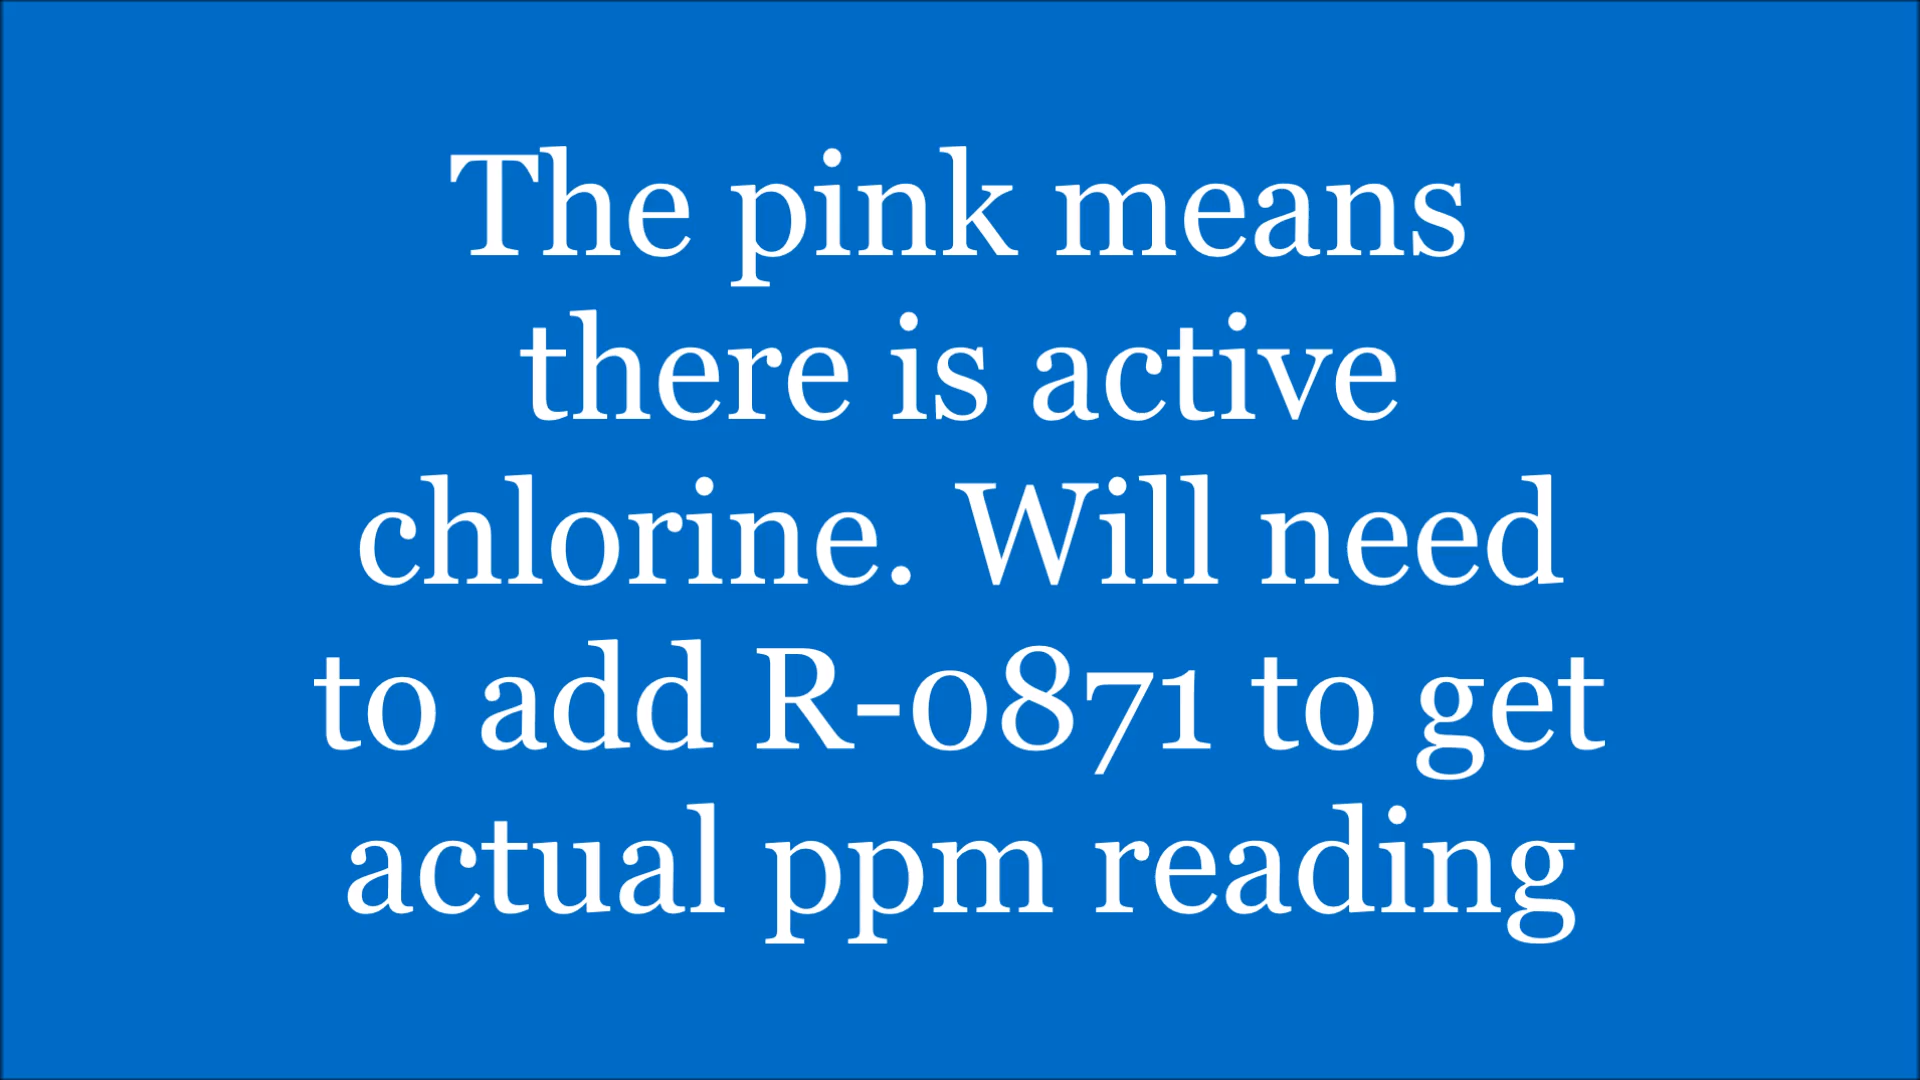 The pink means
there is active
chlorine. Will need
to add R-0871 to get
actual ppm reading